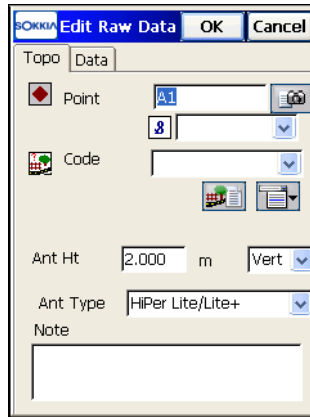 SOKKIA Edit Raw Data OK Cancel
Topo Data
Point A1
Code
Ant Ht 2.000 m Vert
Ant Type HiPer Lite/Lite+
Note